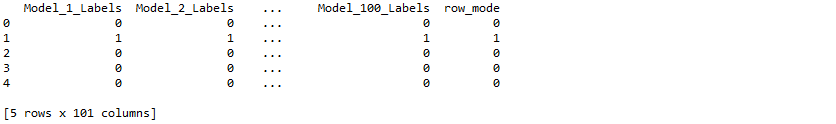 Model_1_Labels Model_2_Labels ... Model_100_Labels row_mode
0 0 0 ... 0 0
1 1 1 ... 1 1
2 0 0 ... 0 0
3 0 0 ... 0 0
4 0 0 ... 0 0
[5 rows x 101 columns]